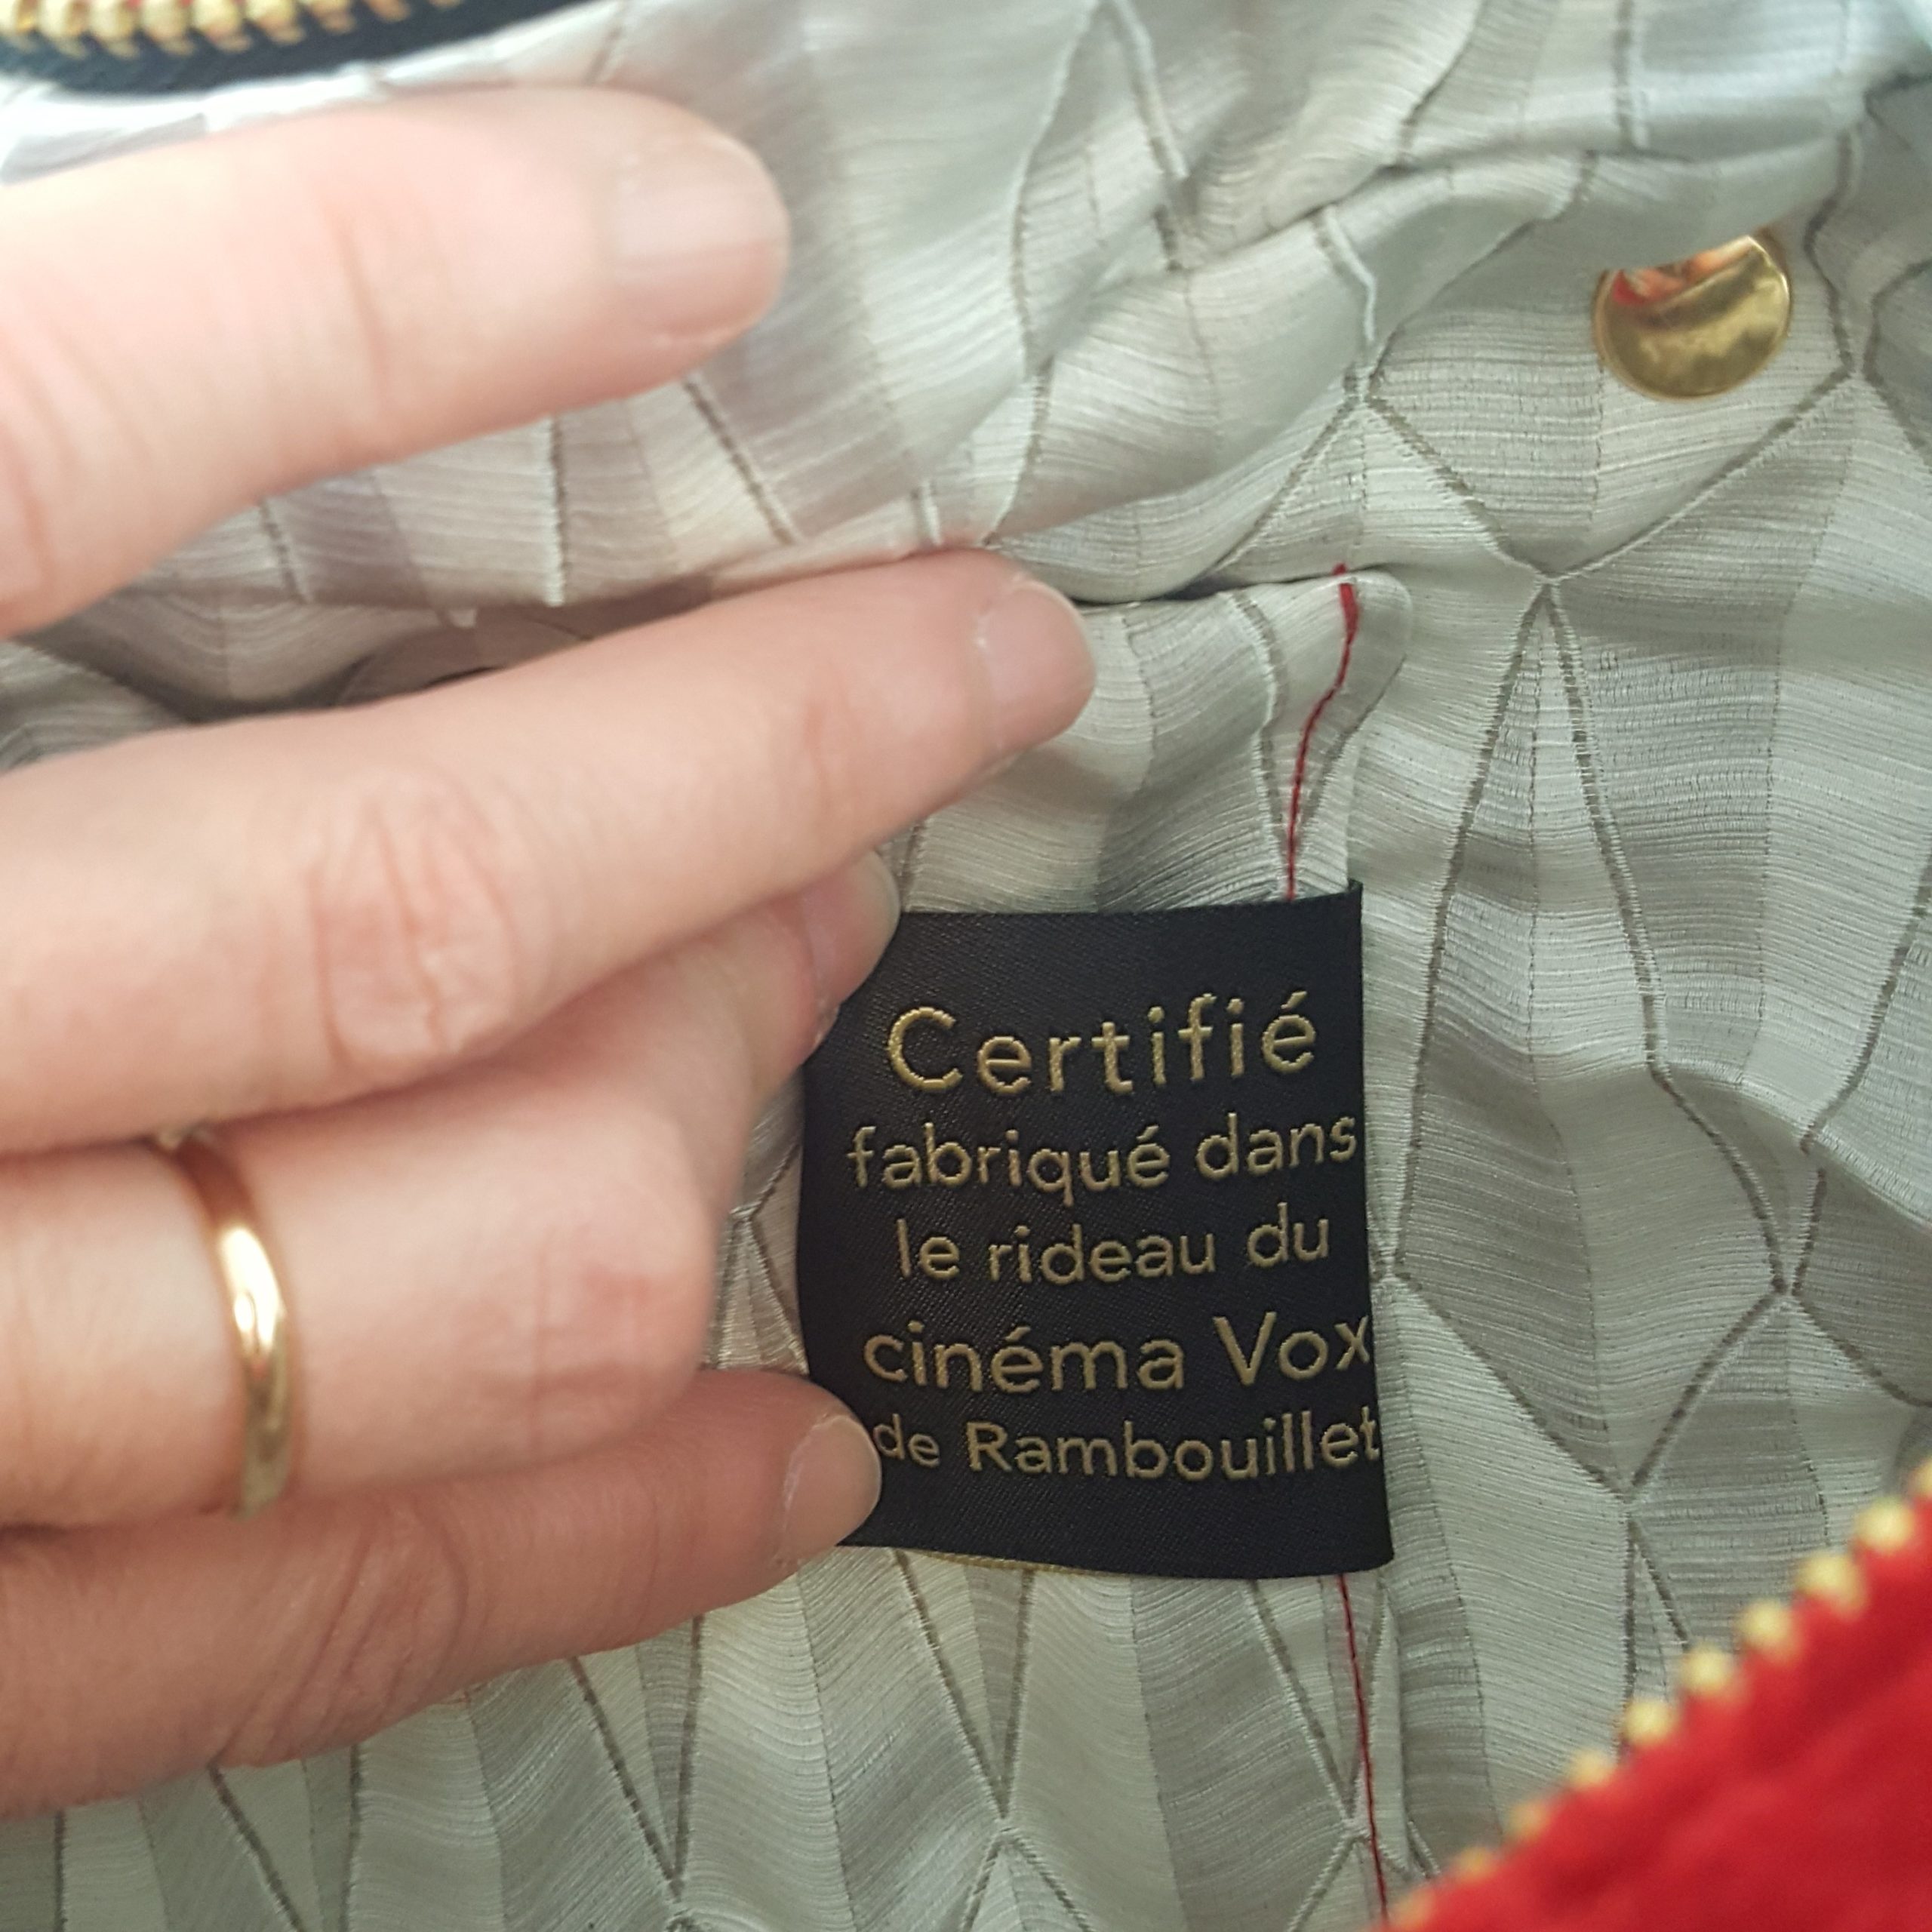 Certifié
fabriqué dans
le rideau du
cinéma Vox
de Rambouillet